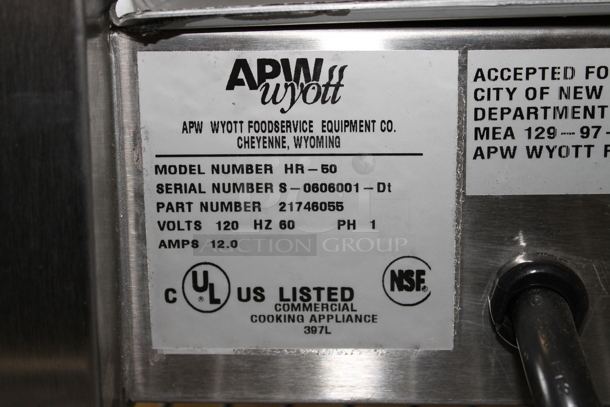 APW wyott
APW WYOTT FOODSERVICE EQUIPMENT CO.
CHEYENNE, WYOMING
MODEL NUMBER HR-50
SERIAL NUMBER S-0606001-Dt
PART NUMBER 21746055
VOLTS 120 HZ 60 PH 1
AMPS 12.0
AUCTION GROUP
C UL ® US LISTED
COMMERCIAL
COOKING APPLIANCE
397L
NSF.
ACCEPTED FO
CITY OF NEW
DEPARTMENT
MEA 129-97-
APW WYOTT F